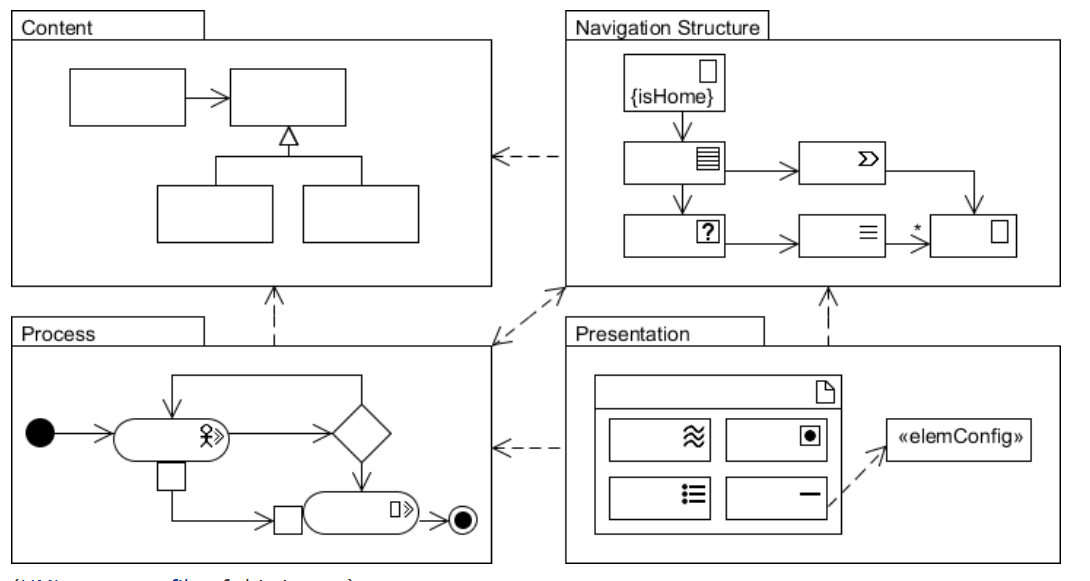 Content
Navigation Structure
{isHome}
?
*
Process
Presentation
«elemConfig»